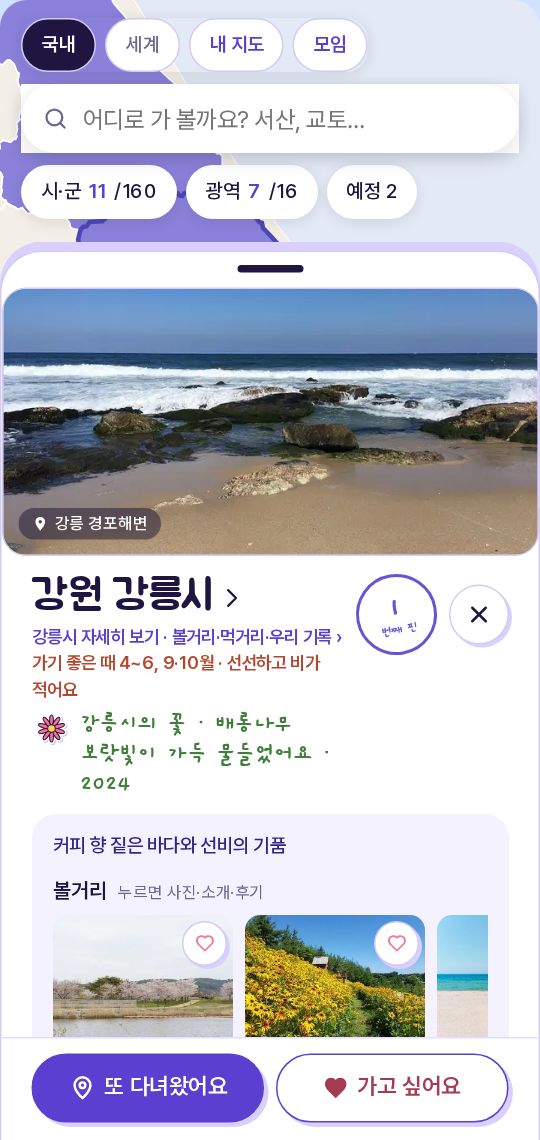 국내
세계
내 지도
모임
어디로 가 볼까요? 서산, 교토...
시·군 11 /160
광역 7 /16
예정 2
강릉 경포해변
강원 강릉시 ›
강릉시 자세히 보기 · 볼거리·먹거리·우리 기록 ›
가기 좋은 때 4~6, 9·10월 · 선선하고 비가
적어요
1
번째 핀
강릉시의 꽃 · 배롱나무
보랏빛이 가득 물들었어요 ·
2024
커피 향 짙은 바다와 선비의 기품
볼거리 누르면 사진·소개·후기
또 다녀왔어요
가고 싶어요